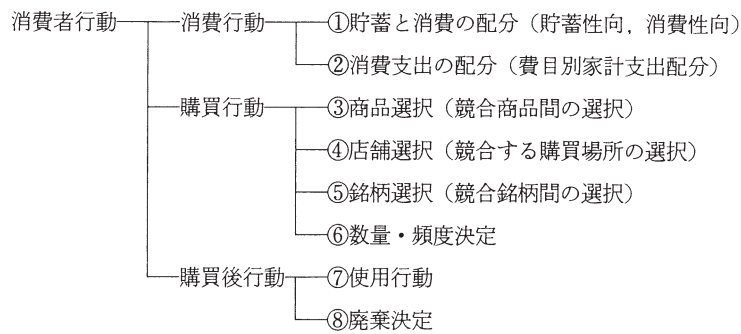 消費者行動 消費行動 ①貯蓄と消費の配分（貯蓄性向，消費性向）
②消費支出の配分（費目別家計支出配分）
購買行動 ③商品選択（競合商品間の選択）
④店舗選択（競合する購買場所の選択）
⑤銘柄選択（競合銘柄間の選択）
⑥数量・頻度決定
購買後行動 ⑦使用行動
⑧廃棄決定